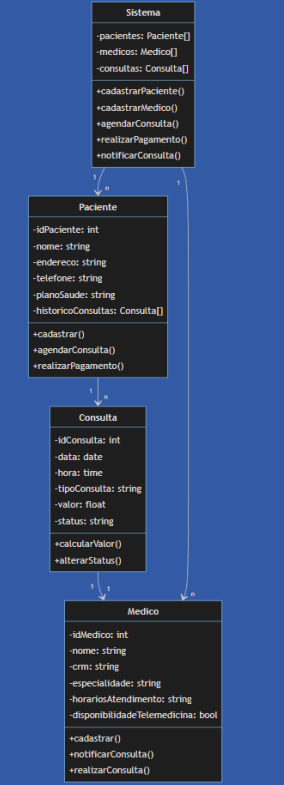 Sistema
-pacientes: Paciente[]
-medicos: Medico[]
-consultas: Consulta[]
+cadastrarPaciente()
+cadastrarMedico()
+agendarConsulta()
+realizarPagamento()
+notificarConsulta()
1
1
n
Paciente
-idPaciente: int
-nome: string
-endereco: string
-telefone: string
-planoSaude: string
-historicoConsultas: Consulta[]
+cadastrar()
+agendarConsulta()
+realizarPagamento()
1
n
Consulta
-idConsulta: int
-data: date
-hora: time
-tipoConsulta: string
-valor: float
-status: string
+calcularValor()
+alterarStatus()
1
1
n
Medico
-idMedico: int
-nome: string
-crm: string
-especialidade: string
-horariosAtendimento: string
-disponibilidadeTelemedicina: bool
+cadastrar()
+notificarConsulta()
+realizarConsulta()